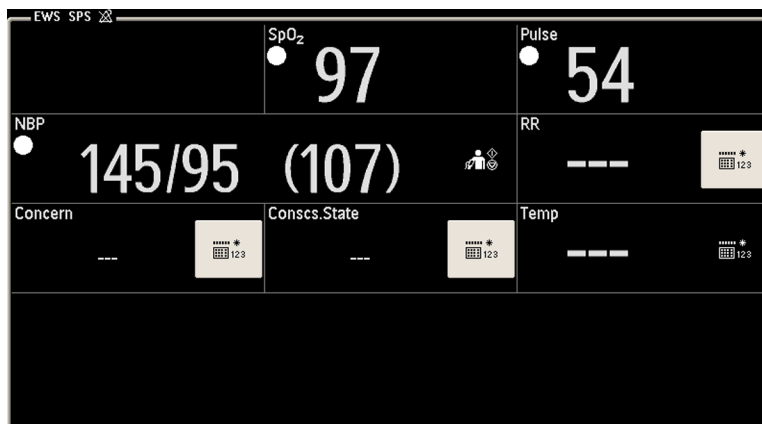 EWS SPS
SpO₂
97
Pulse
54
NBP
145/95 (107)
RR
---
123
Concern
---
123
Conscs.State
---
123
Temp
---
123